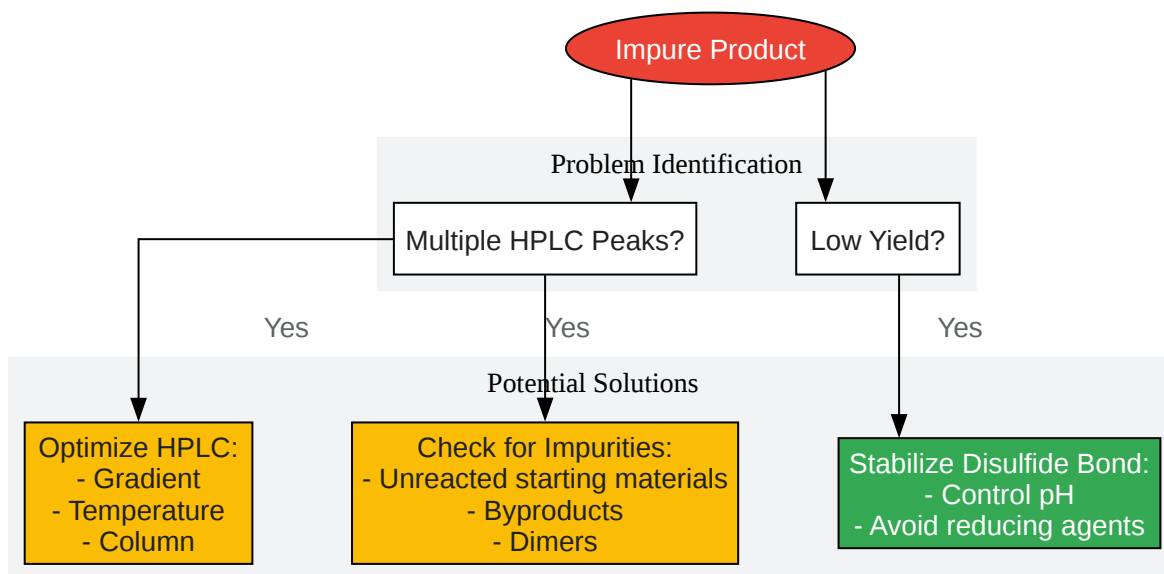 Impure Product
Problem Identification
Multiple HPLC Peaks?
Low Yield?
Yes
Yes
Yes
Potential Solutions
Optimize HPLC:
- Gradient
- Temperature
- Column
Check for Impurities:
- Unreacted starting materials
- Byproducts
- Dimers
Stabilize Disulfide Bond:
- Control pH
- Avoid reducing agents